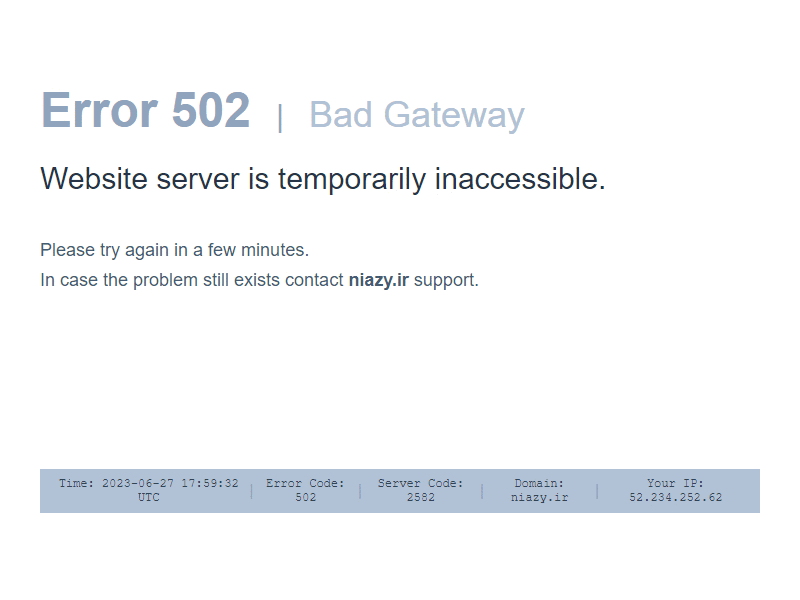 Error 502 | Bad Gateway
Website server is temporarily inaccessible.
Please try again in a few minutes.
In case the problem still exists contact niazy.ir support.
Time: 2023-06-27 17:59:32 UTC | Error Code: 502 | Server Code: 2582 | Domain: niazy.ir | Your IP: 52.234.252.62